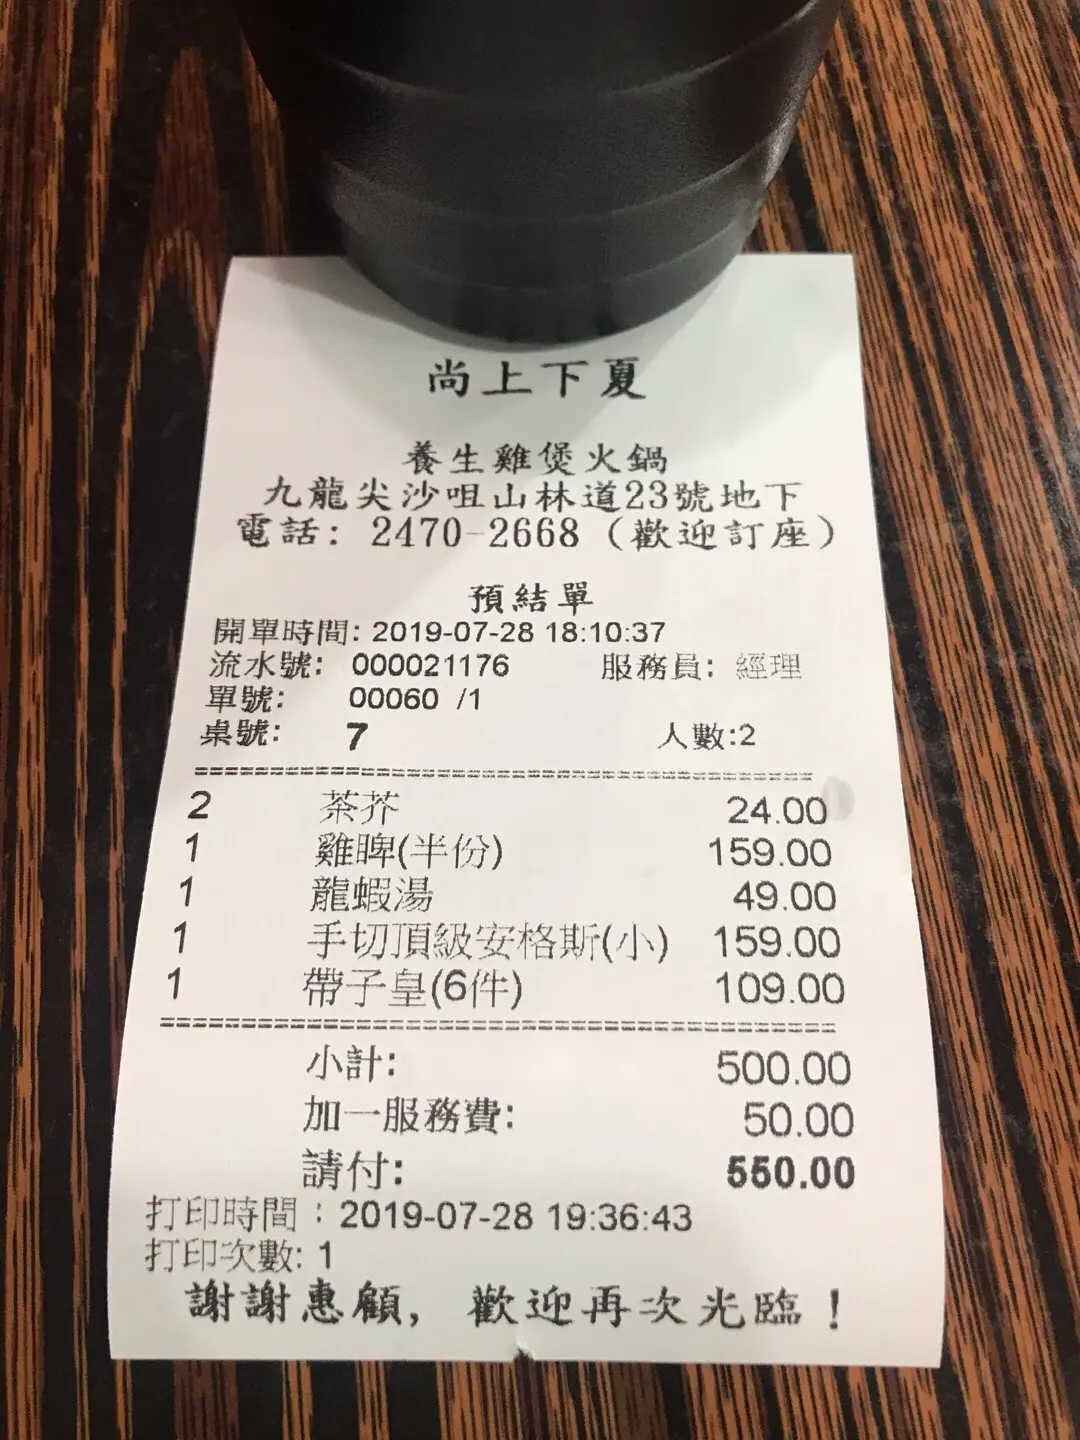 尚上下夏
養生雞煲火鍋
九龍尖沙咀山林道23號地下
電話: 2470-2668 (歡迎訂座)
預結單
開單時間: 2019-07-28 18:10:37
流水號: 000021176 服務員: 經理
單號: 00060 /1
桌號: 7 人數:2
2 茶芥 24.00
1 雞脾(半份) 159.00
1 龍蝦湯 49.00
1 手切頂級安格斯(小) 159.00
1 帶子皇(6件) 109.00
小計: 500.00
加一服務費: 50.00
請付: 550.00
打印時間 : 2019-07-28 19:36:43
打印次數: 1
謝謝惠顧, 歡迎再次光臨!